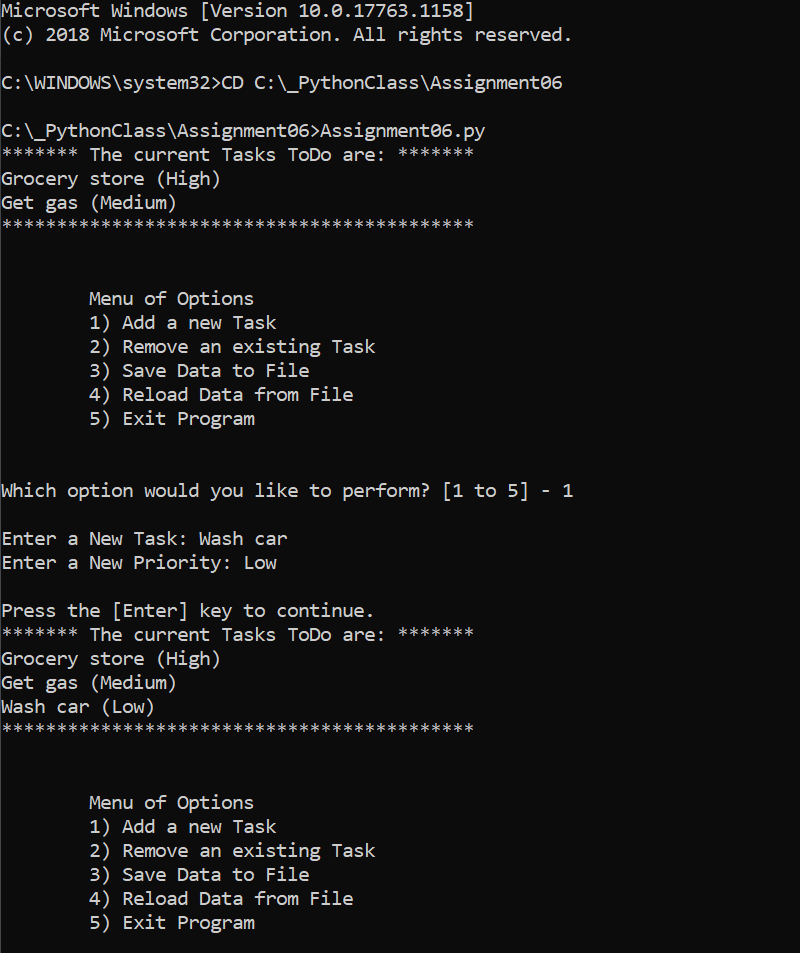 Microsoft Windows [Version 10.0.17763.1158]
(c) 2018 Microsoft Corporation. All rights reserved.
C:\WINDOWS\system32>CD C:\_PythonClass\Assignment06
C:\_PythonClass\Assignment06>Assignment06.py
******* The current Tasks ToDo are: *******
Grocery store (High)
Get gas (Medium)
*******************************************
Menu of Options
1) Add a new Task
2) Remove an existing Task
3) Save Data to File
4) Reload Data from File
5) Exit Program
Which option would you like to perform? [1 to 5] - 1
Enter a New Task: Wash car
Enter a New Priority: Low
Press the [Enter] key to continue.
******* The current Tasks ToDo are: *******
Grocery store (High)
Get gas (Medium)
Wash car (Low)
*******************************************
Menu of Options
1) Add a new Task
2) Remove an existing Task
3) Save Data to File
4) Reload Data from File
5) Exit Program